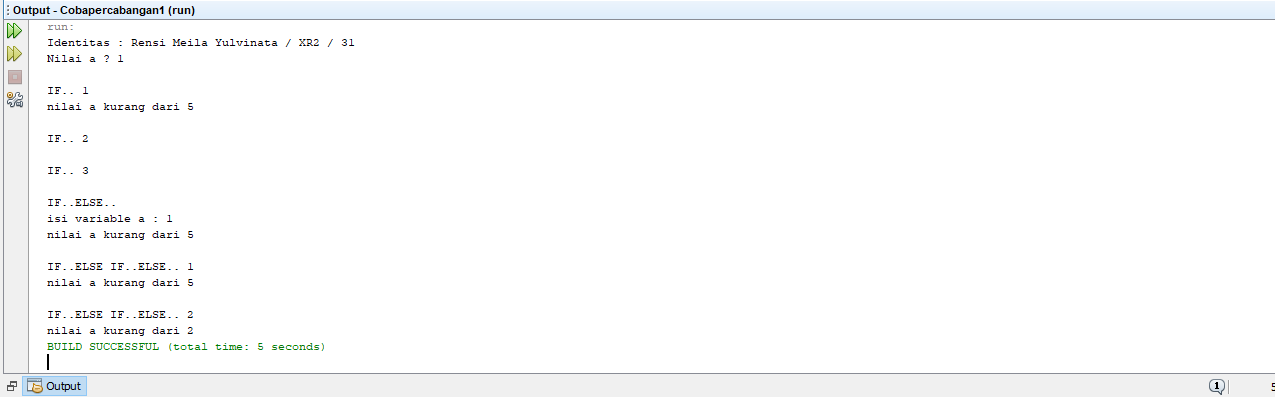 Output - Cobapercabangan1 (run)
run:
Identitas : Rensi Meila Yulvinata / XR2 / 31
Nilai a ? 1
IF.. 1
nilai a kurang dari 5
IF.. 2
IF.. 3
IF..ELSE..
isi variable a : 1
nilai a kurang dari 5
IF..ELSE IF..ELSE.. 1
nilai a kurang dari 5
IF..ELSE IF..ELSE.. 2
nilai a kurang dari 2
BUILD SUCCESSFUL (total time: 5 seconds)
Output
1